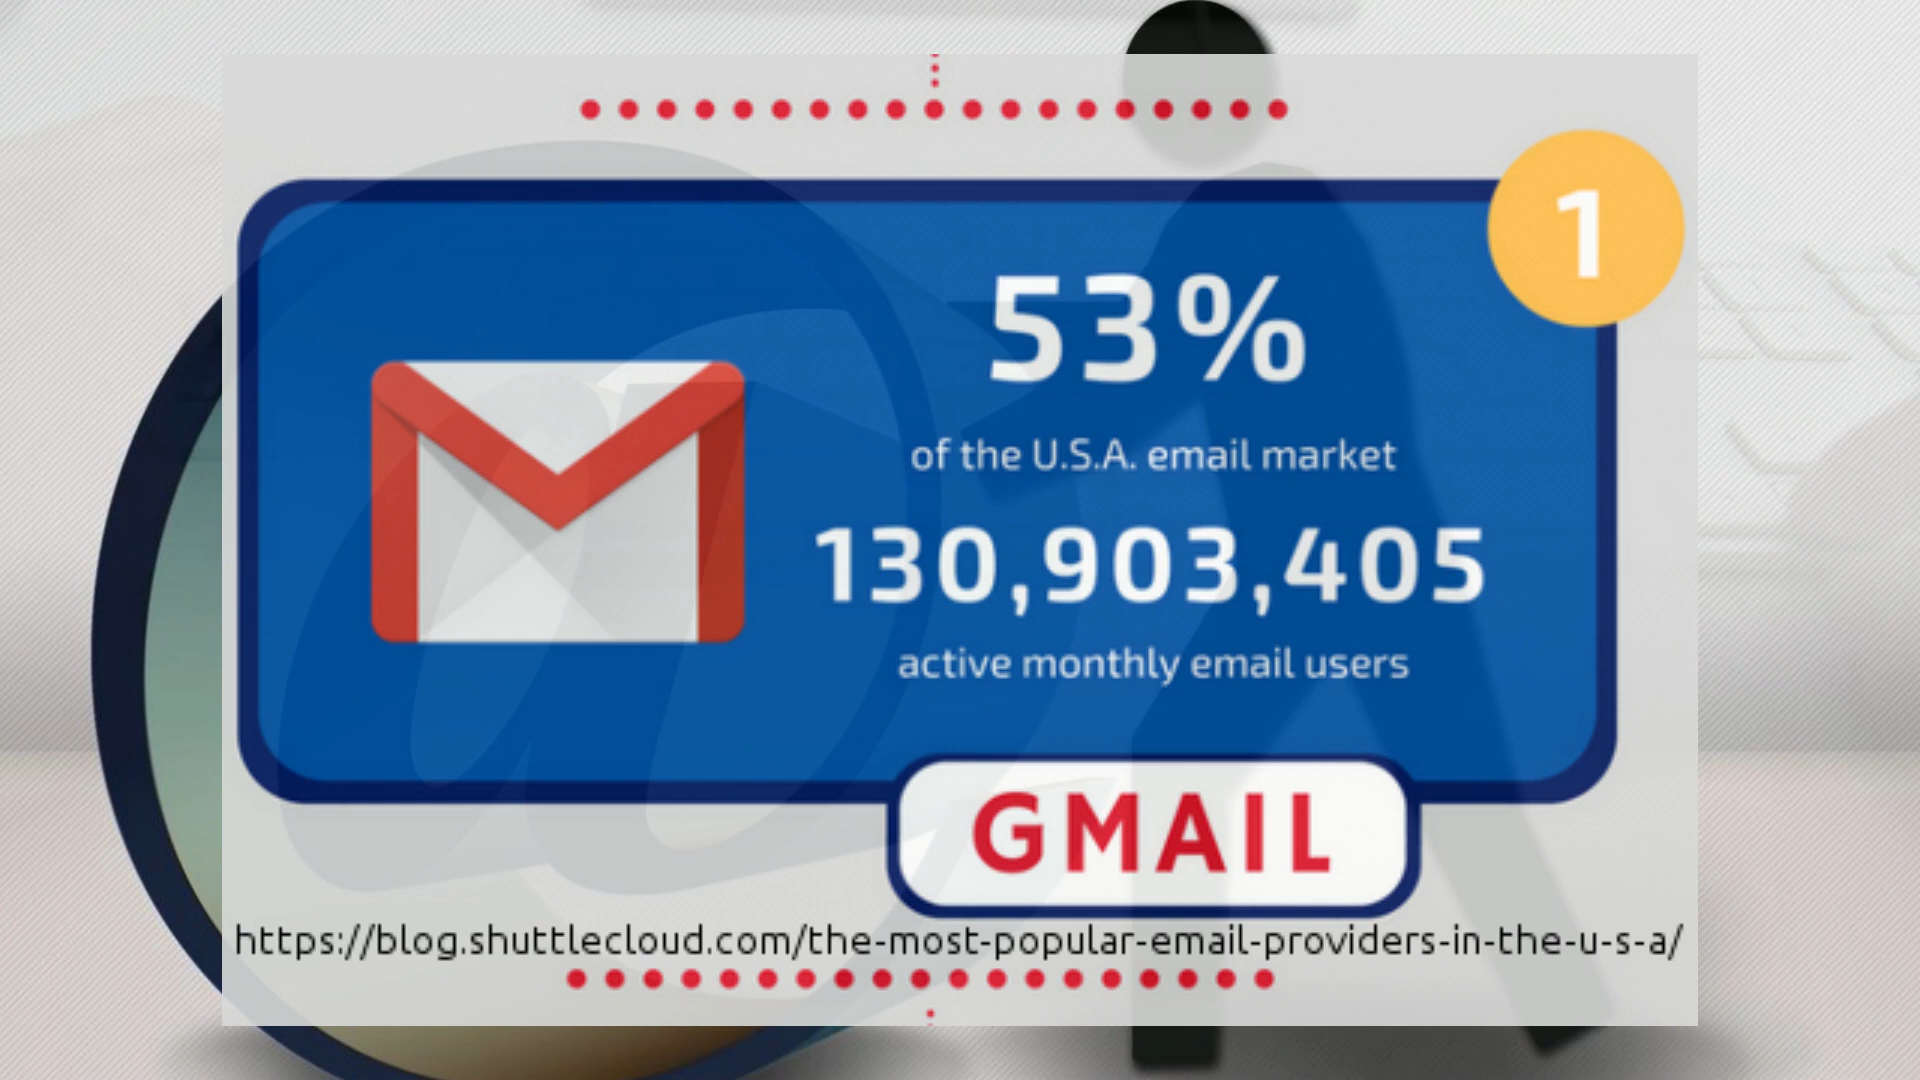 1
53%
of the U.S.A. email market
130,903,405
active monthly email users
GMAIL
https://blog.shuttlecloud.com/the-most-popular-email-providers-in-the-u-s-a/